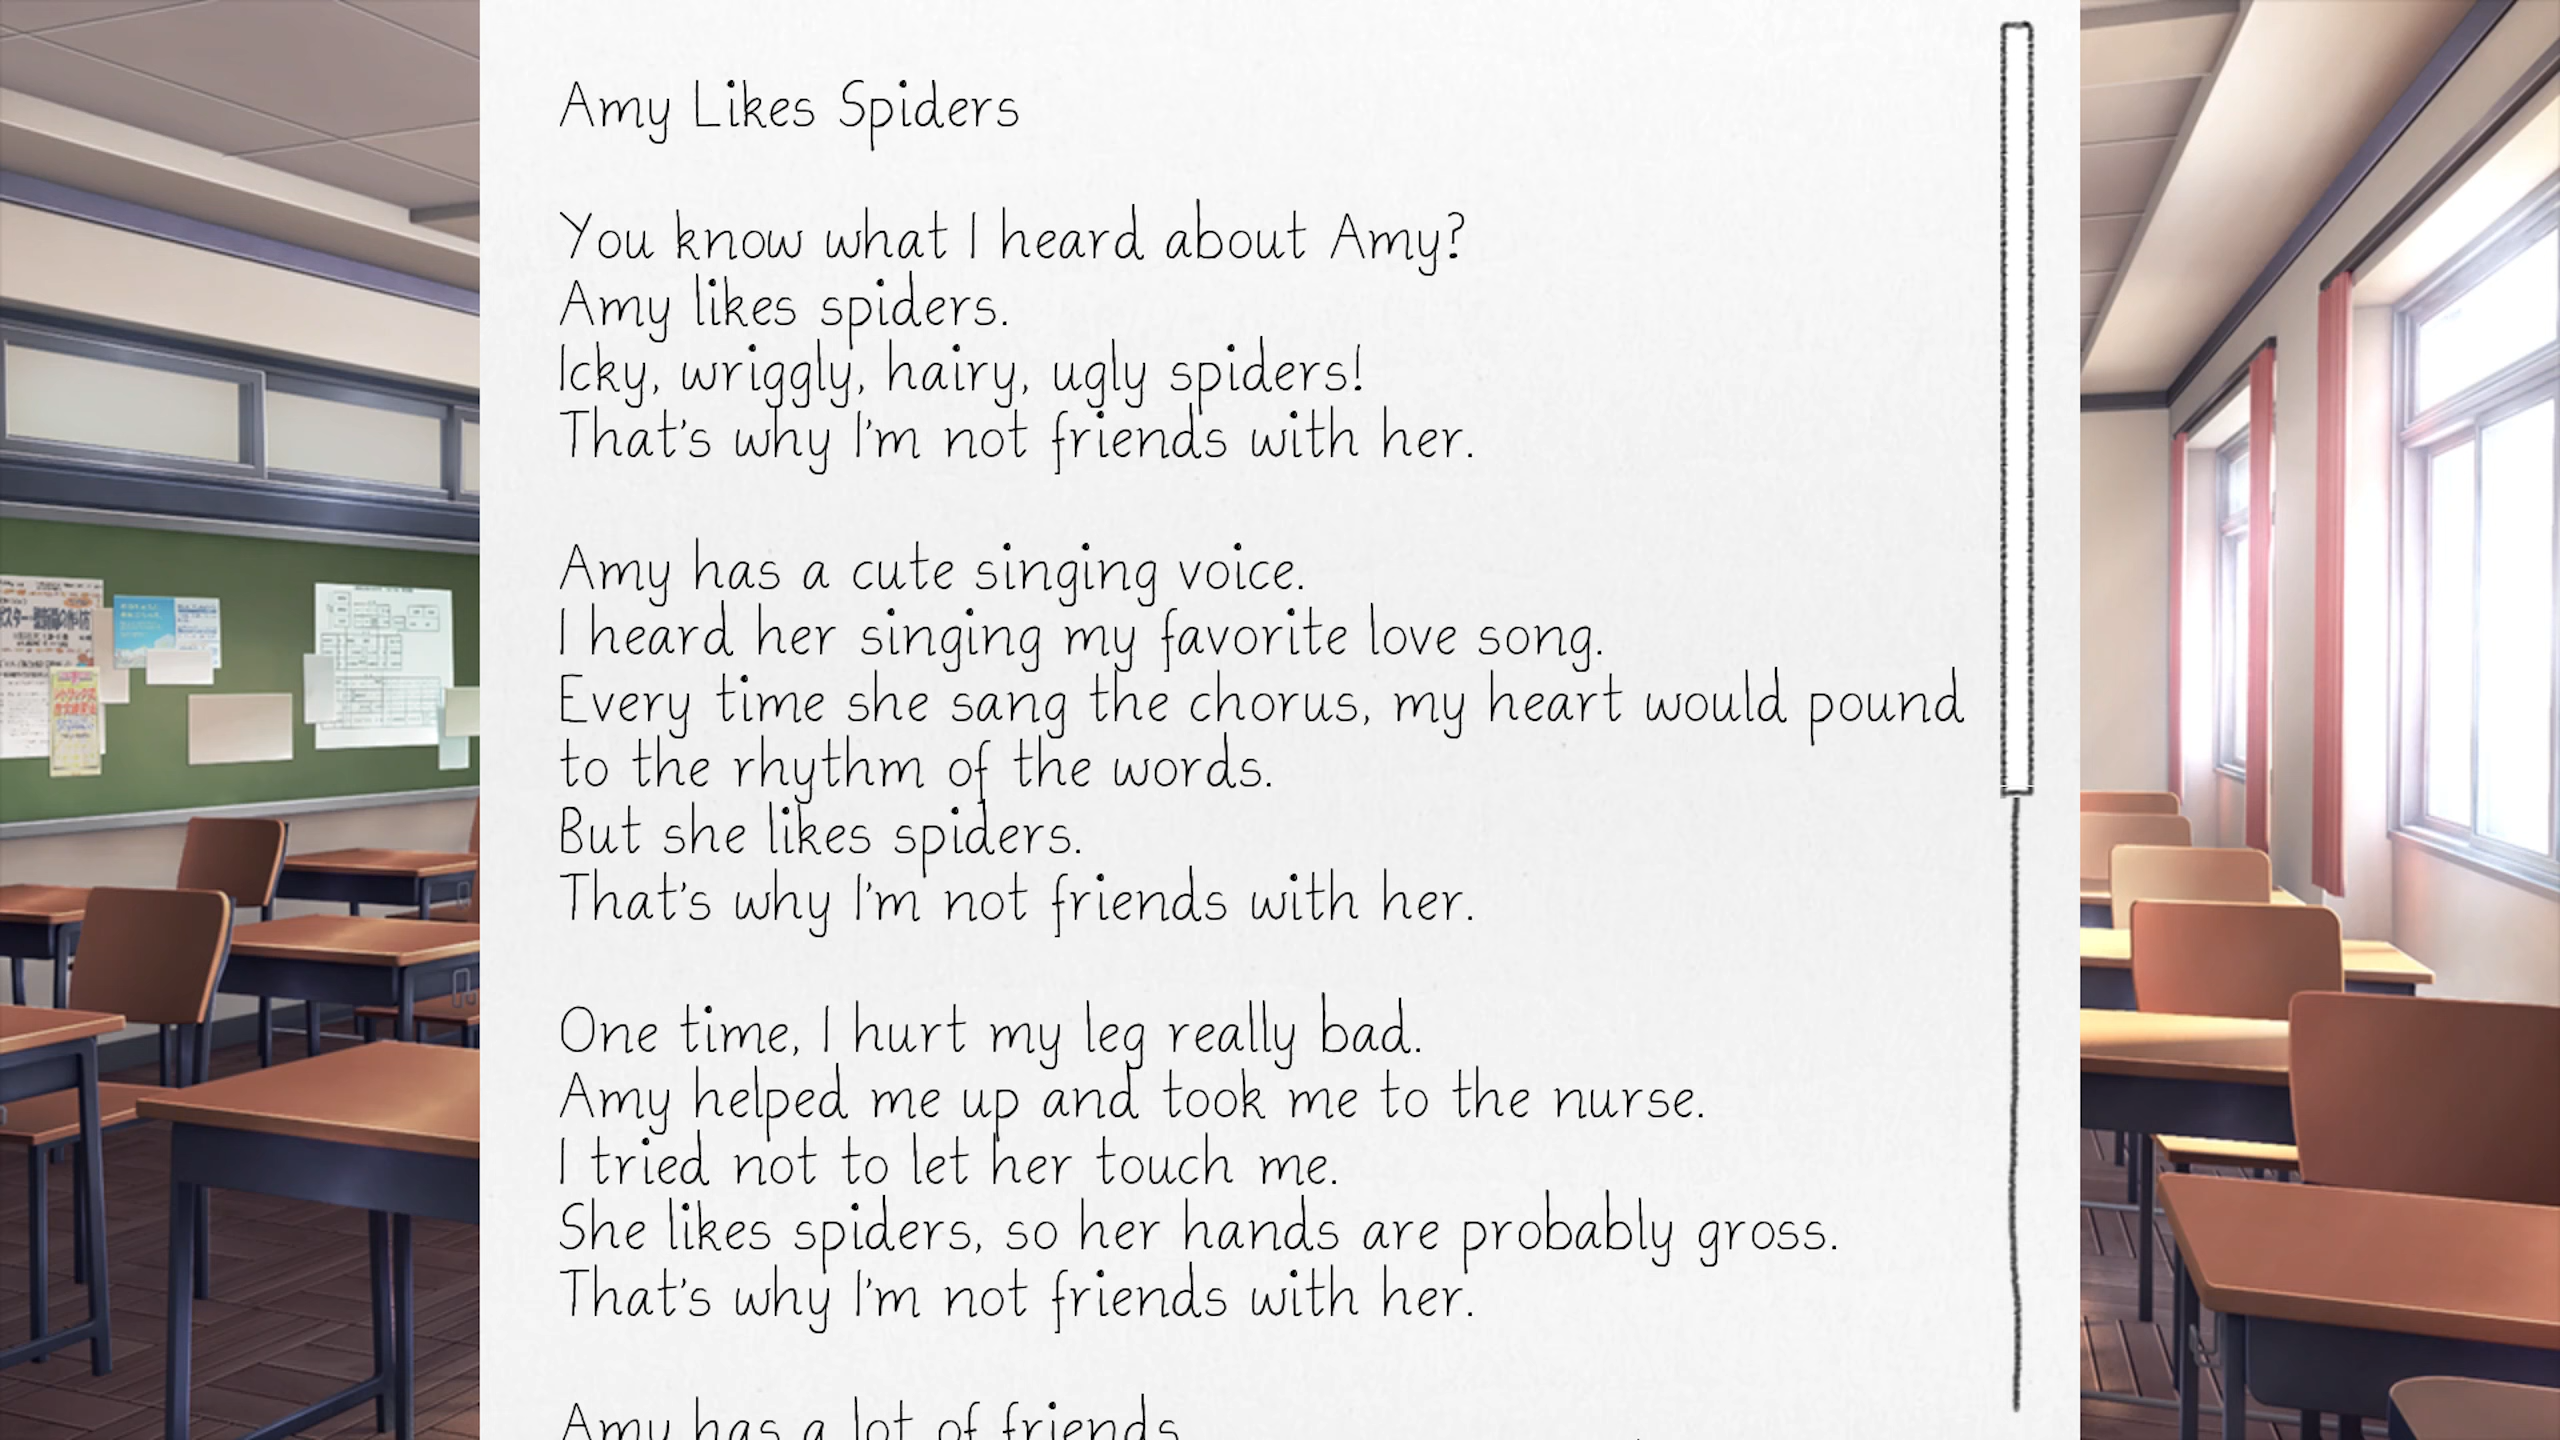 Amy Likes Spiders
You know what I heard about Amy?
Amy likes spiders.
Icky, wriggly, hairy, ugly spiders!
That's why I'm not friends with her.
Amy has a cute singing voice.
I heard her singing my favorite love song.
Every time she sang the chorus, my heart would pound
to the rhythm of the words.
But she likes spiders.
That's why I'm not friends with her.
One time, I hurt my leg really bad.
Amy helped me up and took me to the nurse.
I tried not to let her touch me.
She likes spiders, so her hands are probably gross.
That's why I'm not friends with her.
Amy has a lot of friends